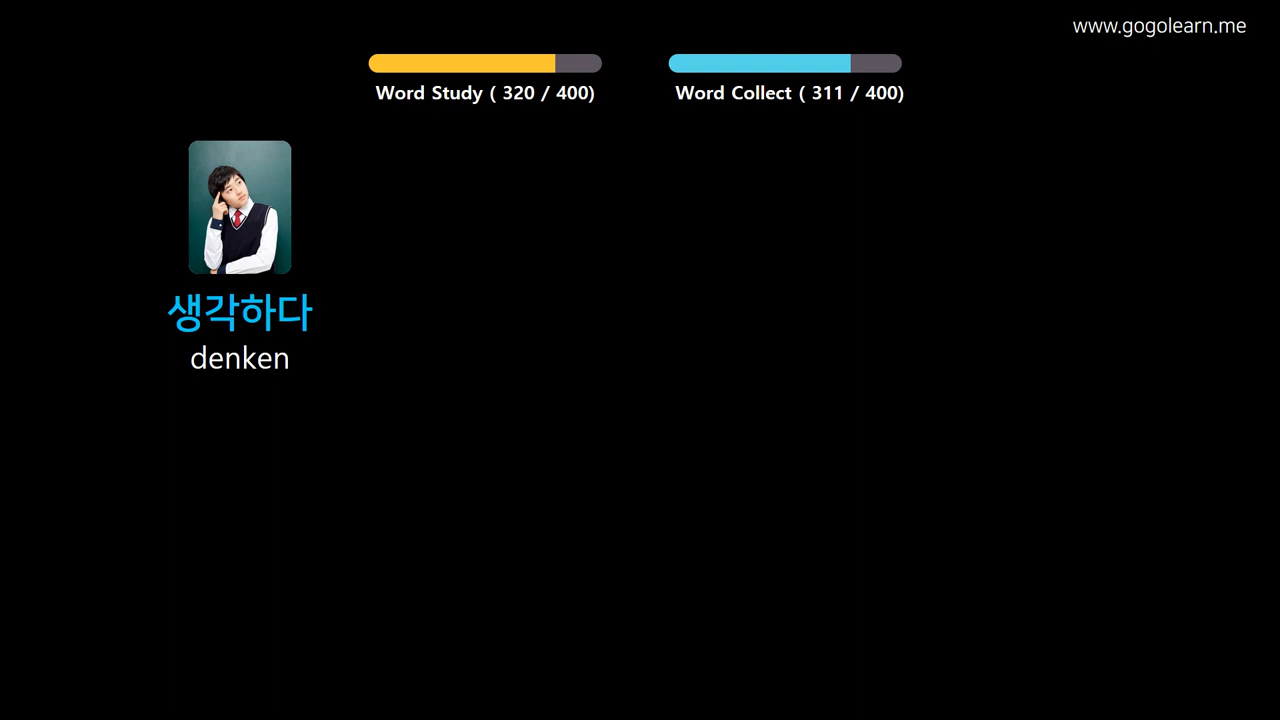 www.gogolearn.me
Word Study ( 320 / 400)
Word Collect ( 311 / 400)
생각하다
denken